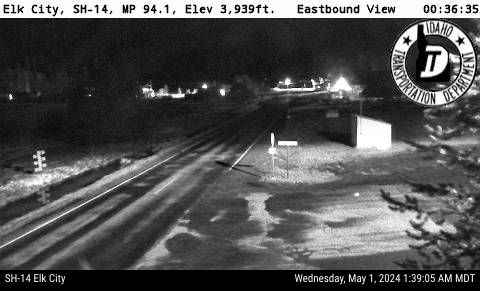 Elk City, SH-14, MP 94.1, Elev 3,939ft. Eastbound View 00:36:35
IDAHO
TRANSPORTATION DEPARTMENT
SH-14 Elk City Wednesday, May 1, 2024 1:39:05 AM MDT